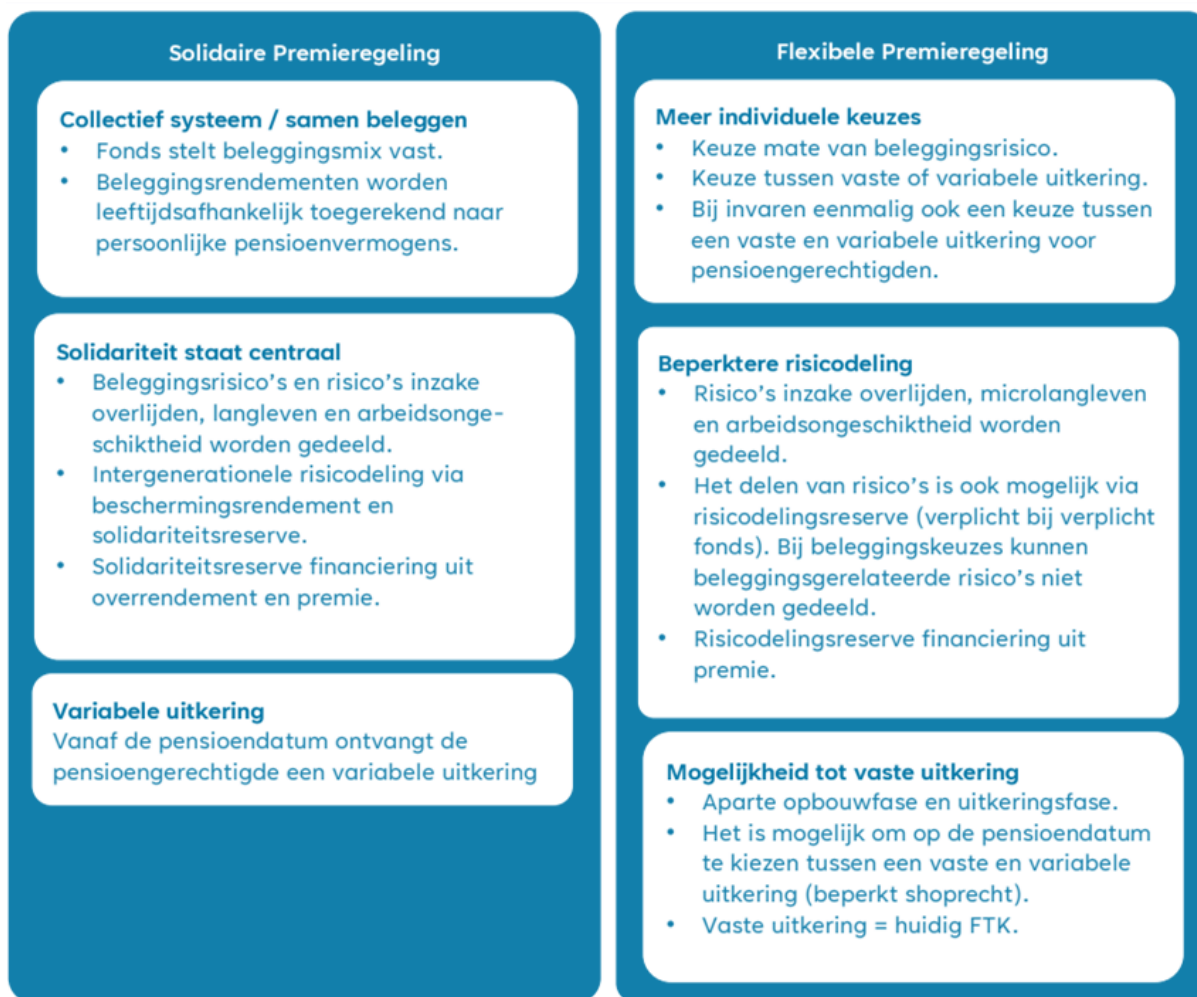 Solidaire Premieregeling
Collectief systeem / samen beleggen
• Fonds stelt beleggingsmix vast.
• Beleggingsrendementen worden
leeftijdsafhankelijk toegerekend naar
persoonlijke pensioenvermogens.
Solidariteit staat centraal
• Beleggingsrisico's en risico's inzake
overlijden, langleven en arbeidsonge-
schiktheid worden gedeeld.
• Intergenerationele risicodeling via
beschermingsrendement en
solidariteitsreserve.
• Solidariteitsreserve financiering uit
overrendement en premie.
Variabele uitkering
Vanaf de pensioendatum ontvangt de
pensioengerechtigde een variabele uitkering
Flexibele Premieregeling
Meer individuele keuzes
• Keuze mate van beleggingsrisico.
• Keuze tussen vaste of variabele uitkering.
• Bij invaren eenmalig ook een keuze tussen
een vaste en variabele uitkering voor
pensioengerechtigden.
Beperktere risicodeling
• Risico's inzake overlijden, microlangleven
en arbeidsongeschiktheid worden
gedeeld.
• Het delen van risico's is ook mogelijk via
risicodelingsreserve (verplicht bij verplicht
fonds). Bij beleggingskeuzes kunnen
beleggingsgerelateerde risico's niet
worden gedeeld.
• Risicodelingsreserve financiering uit
premie.
Mogelijkheid tot vaste uitkering
• Aparte opbouwfase en uitkeringsfase.
• Het is mogelijk om op de pensioendatum
te kiezen tussen een vaste en variabele
uitkering (beperkt shoprecht).
• Vaste uitkering = huidig FTK.